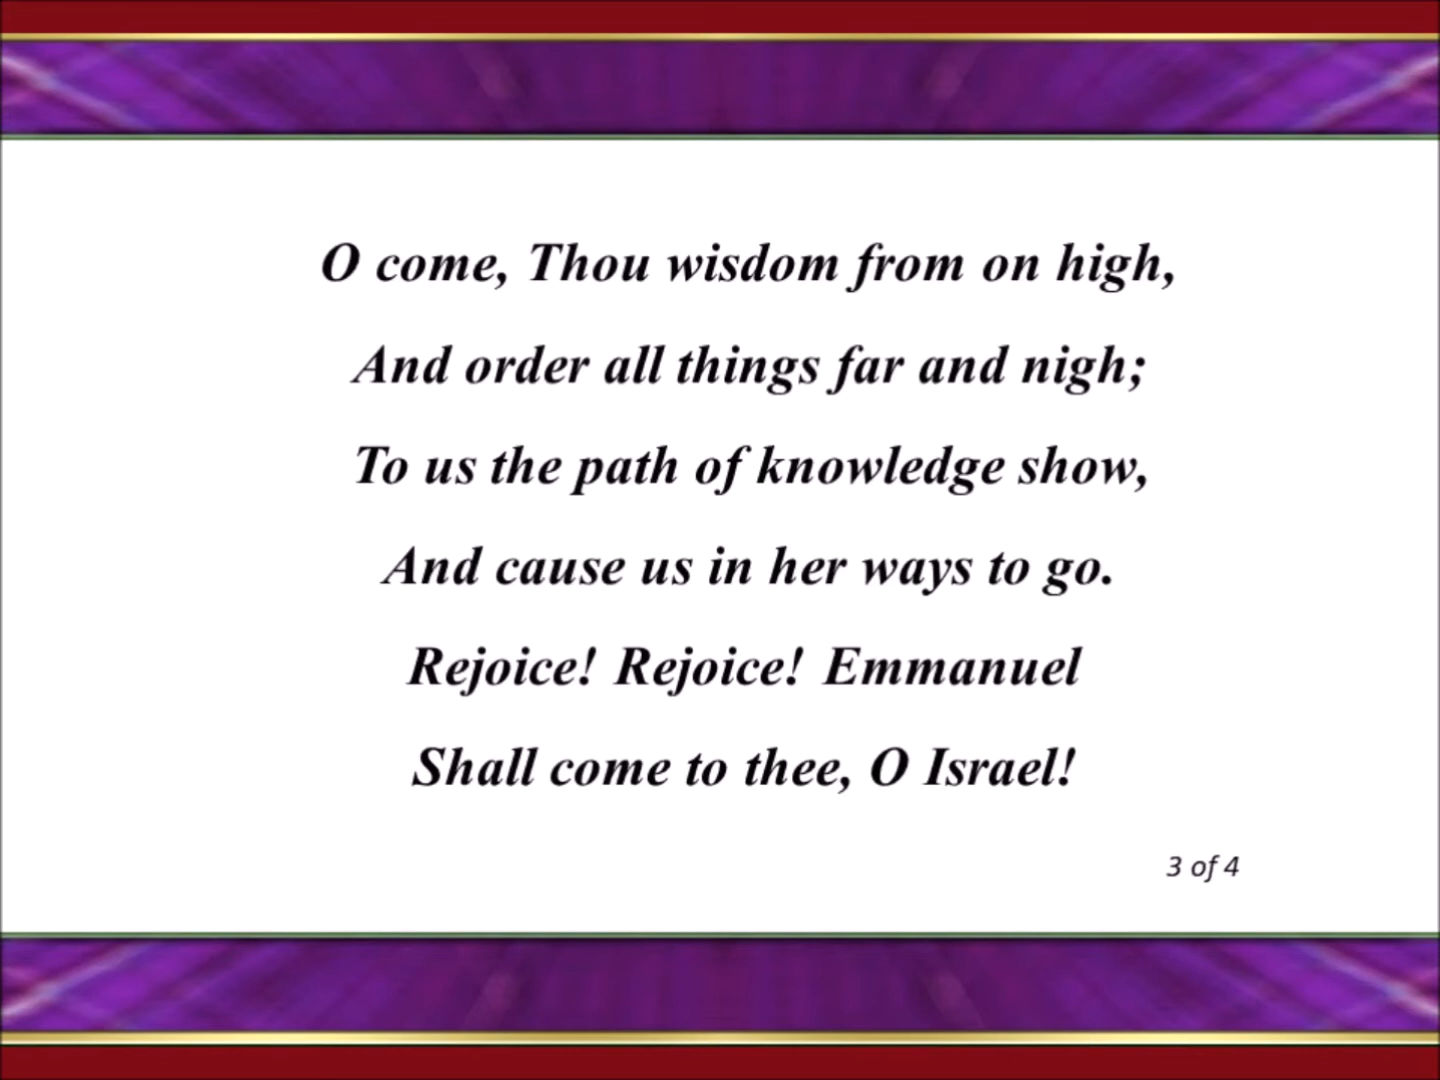 O come, Thou wisdom from on high,
And order all things far and nigh;
To us the path of knowledge show,
And cause us in her ways to go.
Rejoice! Rejoice! Emmanuel
Shall come to thee, O Israel!
3 of 4